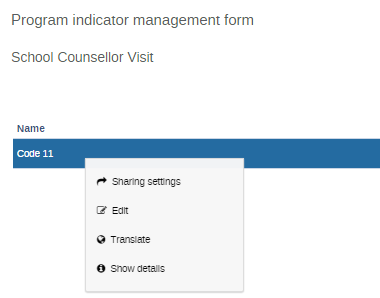 Program indicator management form
School Counsellor Visit
Name
Code 11
Sharing settings
Edit
Translate
Show details